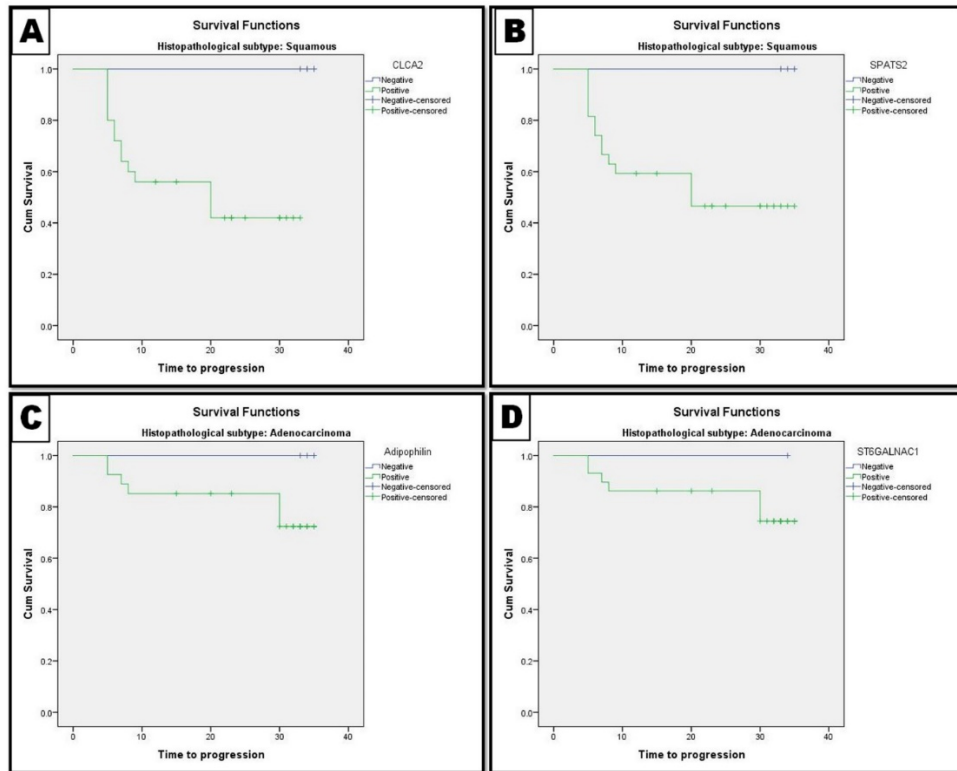 A
Survival Functions
Histopathological subtype: Squamous
CLCA2
Negative
Positive
Negative-censored
Positive-censored
1.0
0.8
0.6
0.4
0.2
0.0
Cum Survival
0 10 20 30 40
Time to progression
B
Survival Functions
Histopathological subtype: Squamous
SPATS2
Negative
Positive
Negative-censored
Positive-censored
1.0
0.8
0.6
0.4
0.2
0.0
Cum Survival
0 10 20 30 40
Time to progression
C
Survival Functions
Histopathological subtype: Adenocarcinoma
Adipophilin
Negative
Positive
Negative-censored
Positive-censored
1.0
0.8
0.6
0.4
0.2
0.0
Cum Survival
0 10 20 30 40
Time to progression
D
Survival Functions
Histopathological subtype: Adenocarcinoma
ST6GALNAC1
Negative
Positive
Negative-censored
Positive-censored
1.0
0.8
0.6
0.4
0.2
0.0
Cum Survival
0 10 20 30 40
Time to progression